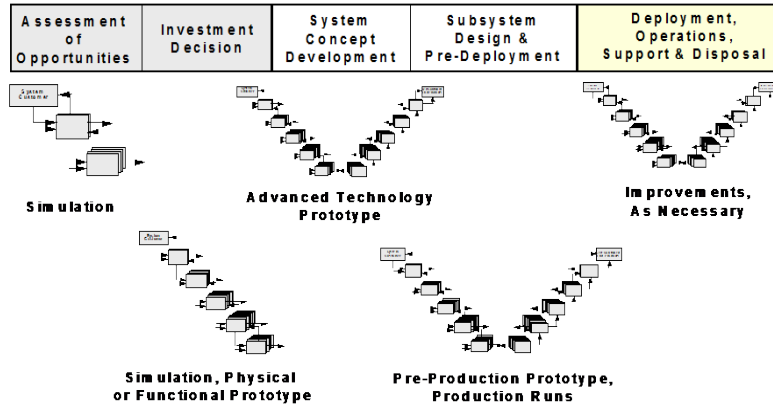 Assessment
of
Opportunities
Investment
Decision
System
Concept
Development
Subsystem
Design &
Pre-Deployment
Deployment,
Operations,
Support & Disposal
System
Customer
Simulation
Advanced Technology
Prototype
Improvements,
As Necessary
System
Customer
Simulation, Physical
or Functional Prototype
Pre-Production Prototype,
Production Runs